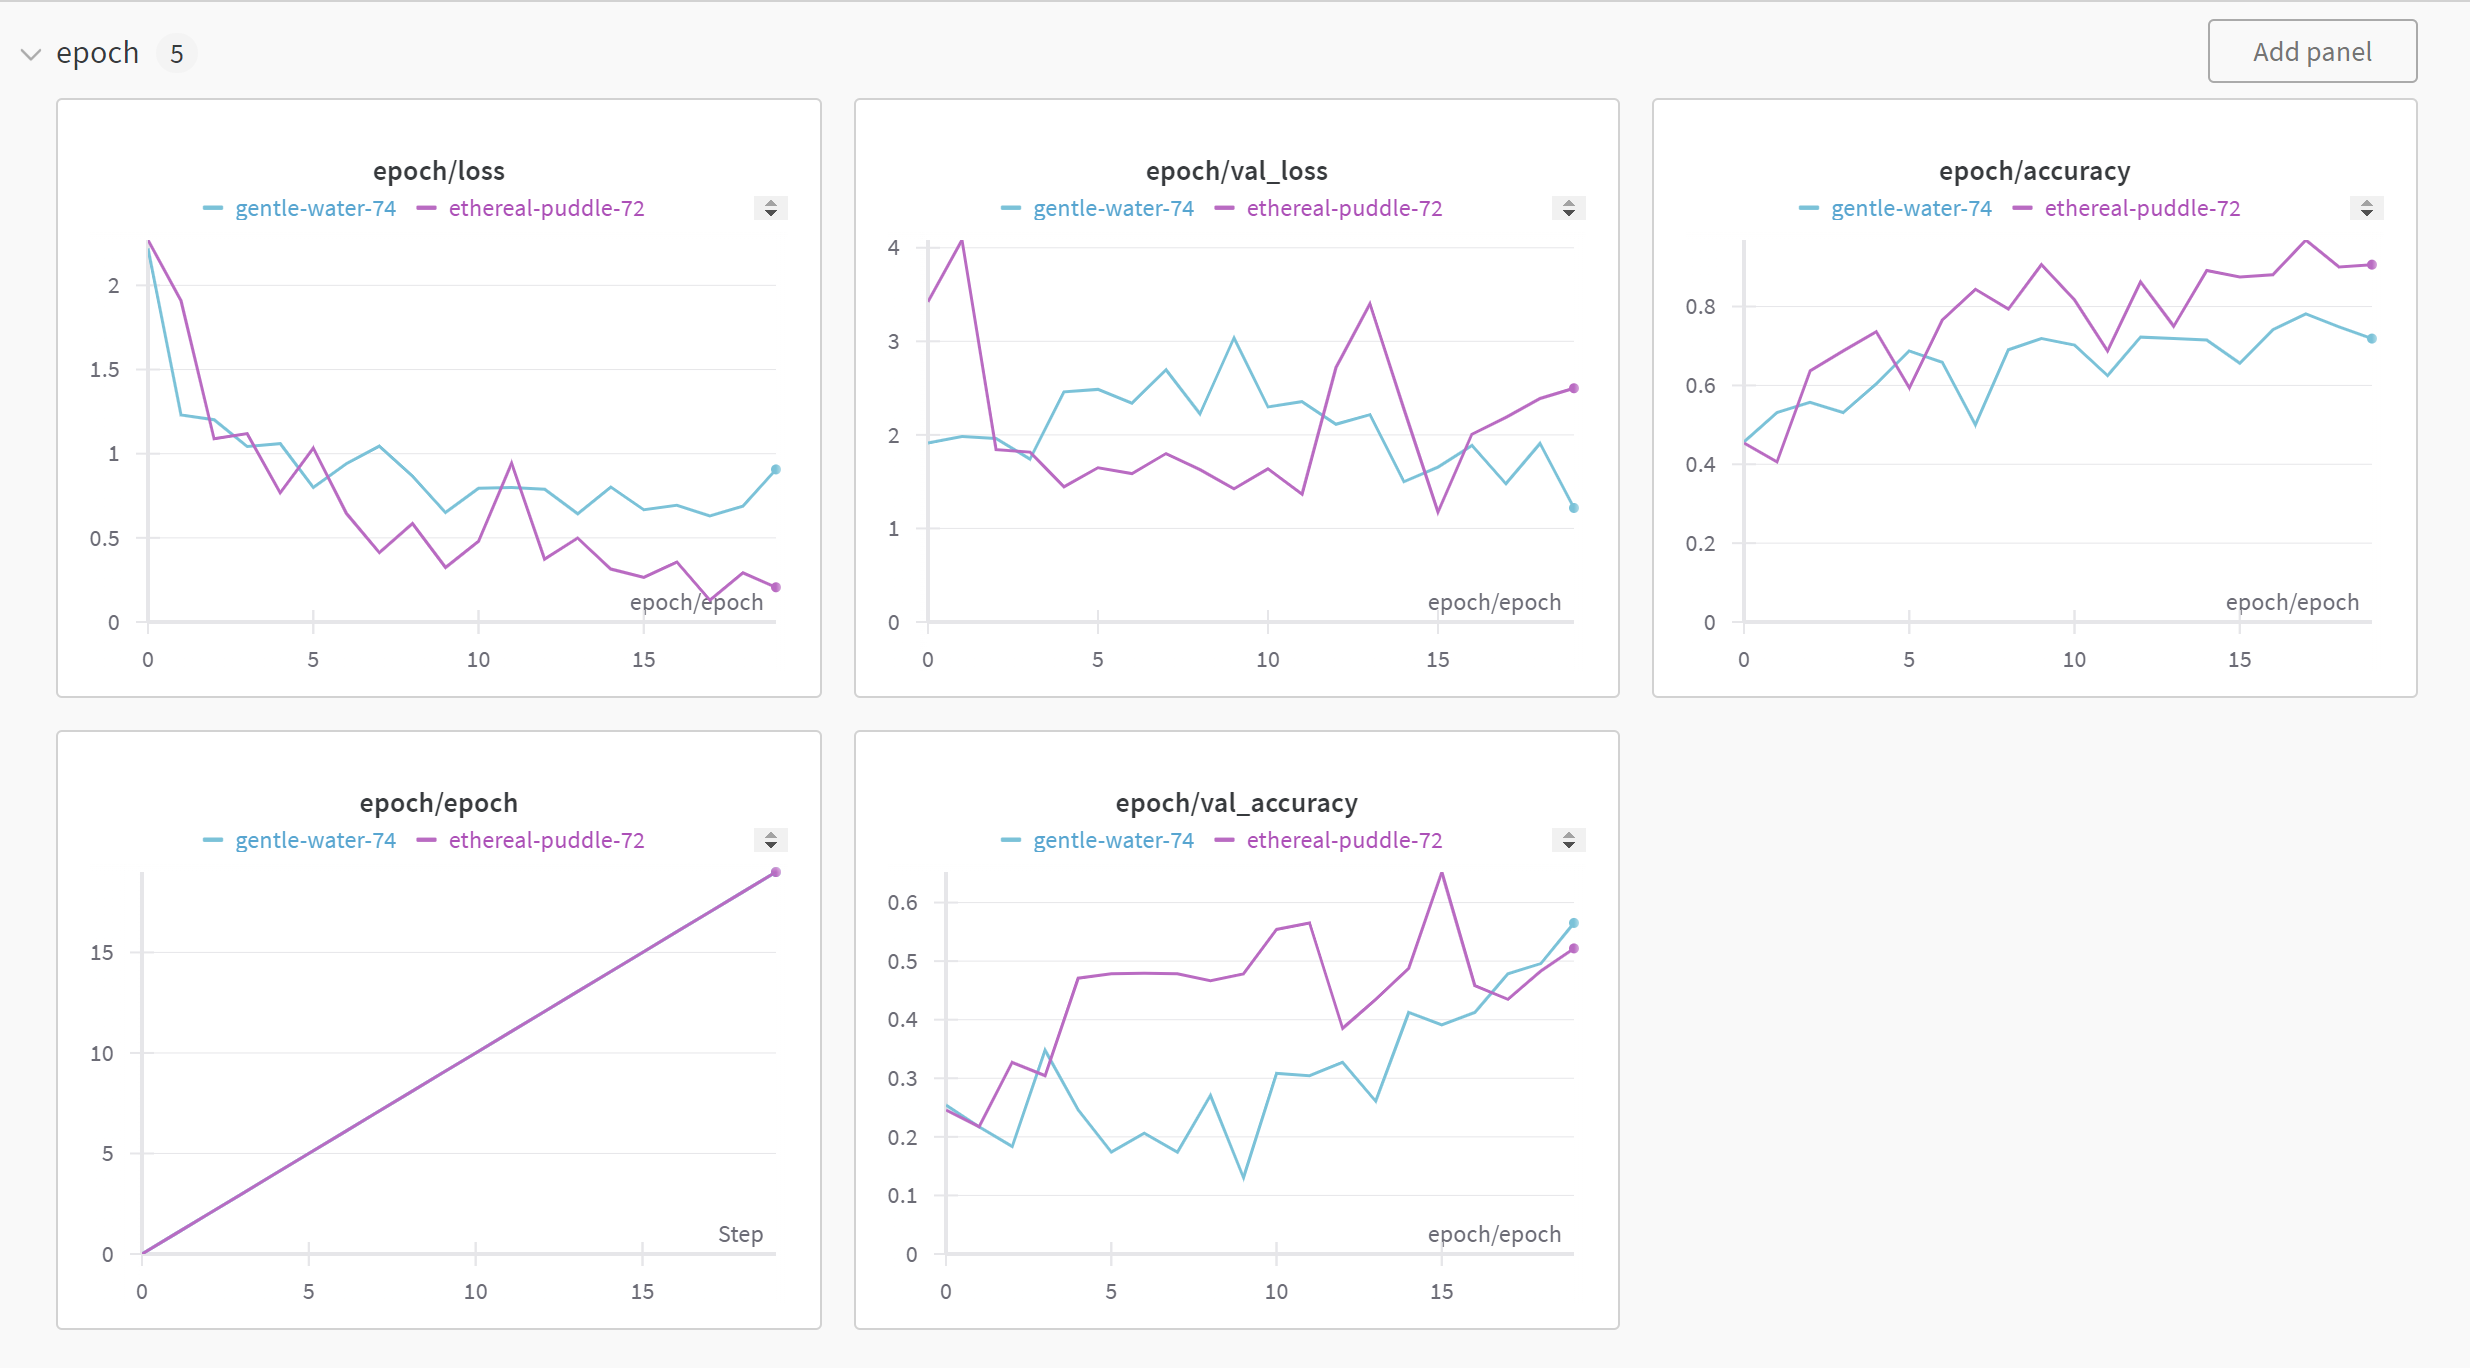 epoch 5
Add panel
epoch/loss
gentle-water-74 ethereal-puddle-72
2
1.5
1
0.5
0
epoch/epoch
0 5 10 15
epoch/val_loss
gentle-water-74 ethereal-puddle-72
4
3
2
1
0
epoch/epoch
0 5 10 15
epoch/accuracy
gentle-water-74 ethereal-puddle-72
0.8
0.6
0.4
0.2
0
epoch/epoch
0 5 10 15
epoch/epoch
gentle-water-74 ethereal-puddle-72
15
10
5
0
Step
0 5 10 15
epoch/val_accuracy
gentle-water-74 ethereal-puddle-72
0.6
0.5
0.4
0.3
0.2
0.1
0
epoch/epoch
0 5 10 15